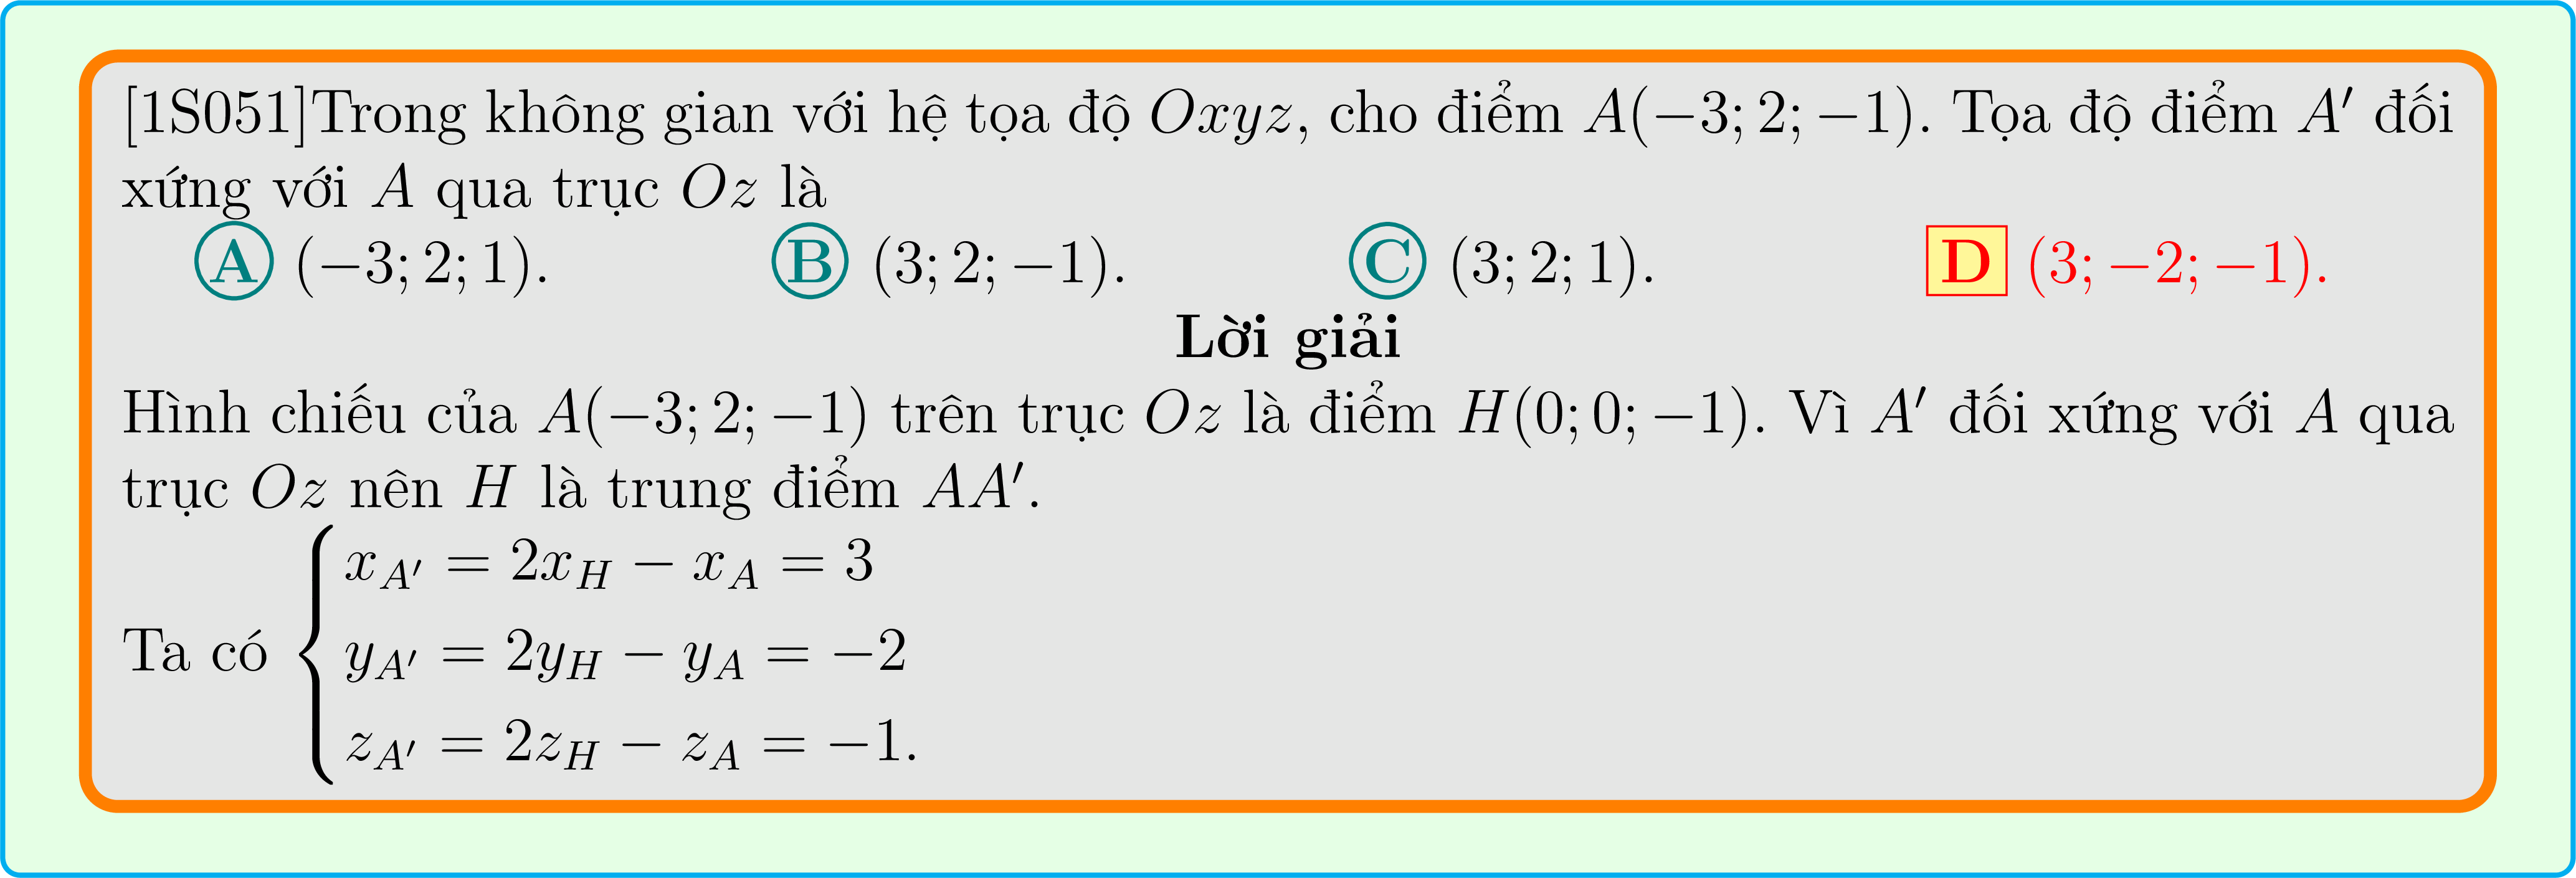 [1S051]Trong không gian với hệ tọa độ Oxyz, cho điểm A(−3; 2; −1). Tọa độ điểm A′ đối
xứng với A qua trục Oz là
A (−3; 2; 1). B (3; 2; −1). C (3; 2; 1). D (3; −2; −1).
Lời giải
Hình chiếu của A(−3; 2; −1) trên trục Oz là điểm H(0; 0; −1). Vì A′ đối xứng với A qua
trục Oz nên H là trung điểm AA′.
Ta có { x_{A′} = 2x_H − x_A = 3
y_{A′} = 2y_H − y_A = −2
z_{A′} = 2z_H − z_A = −1.